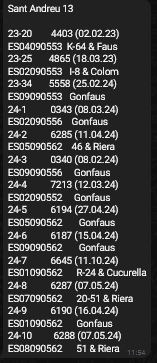 Sant Andreu 13

23-20 4403 (02.02.23)
ES04090553 K-64 & Faus
23-25 4865 (18.03.23)
ES02090553 I-8 & Colom
23-34 5558 (25.02.24)
ES09090553 Gonfaus
24-1 0343 (08.03.24)
ES02090556 Gonfaus
24-2 6285 (11.04.24)
ES05090562 46 & Riera
24-3 0340 (08.02.24)
ES09090556 Gonfaus
24-4 7213 (12.03.24)
ES02090552 Gonfaus
24-5 6194 (27.04.24)
ES05090562 Gonfaus
24-6 6187 (15.04.24)
ES09090562 Gonfaus
24-7 6645 (11.10.24)
ES01090562 R-24 & Cucurella
24-8 6287 (07.05.24)
ES07090562 20-51 & Riera
24-9 6190 (16.04.24)
ES01090562 Gonfaus
24-10 6288 (07.05.24)
ES08090562 51 & Riera
11:54